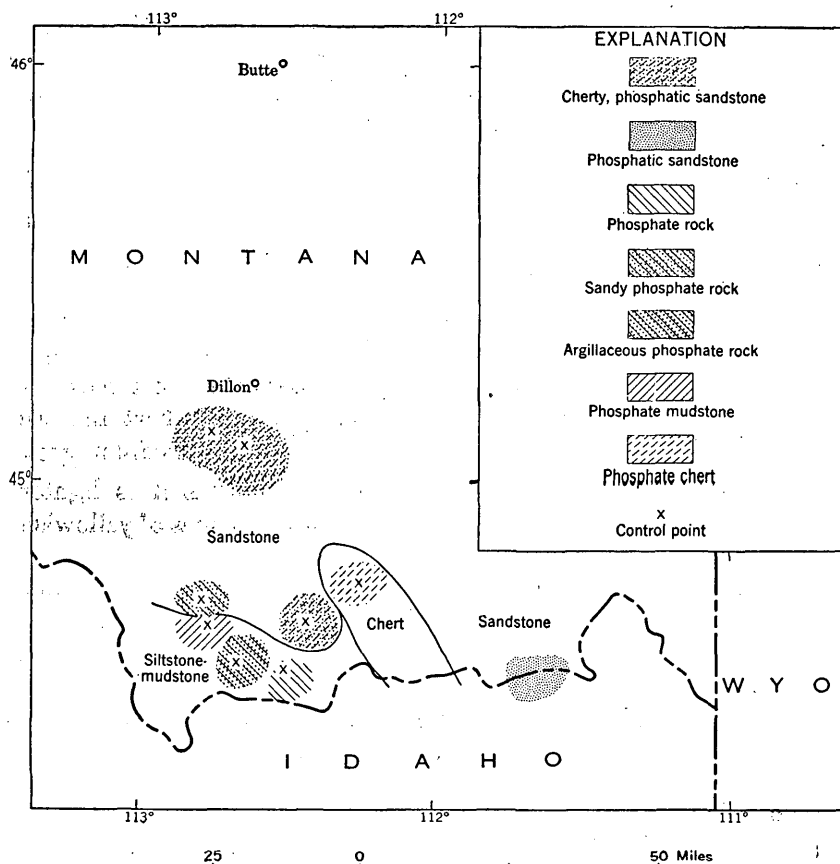 113°
112°
46°
Butte
EXPLANATION
Cherty, phosphatic sandstone
Phosphatic sandstone
Phosphate rock
M O N T A N A
Sandy phosphate rock
Argillaceous phosphate rock
Dillon
Phosphate mudstone
Phosphate chert
45°
x
Control point
Sandstone
x
x
x
x
x
x
x
x
Chert
Sandstone
Siltstone-
mudstone
W Y O
I D A H O
113°
112°
111°
25 0 50 Miles